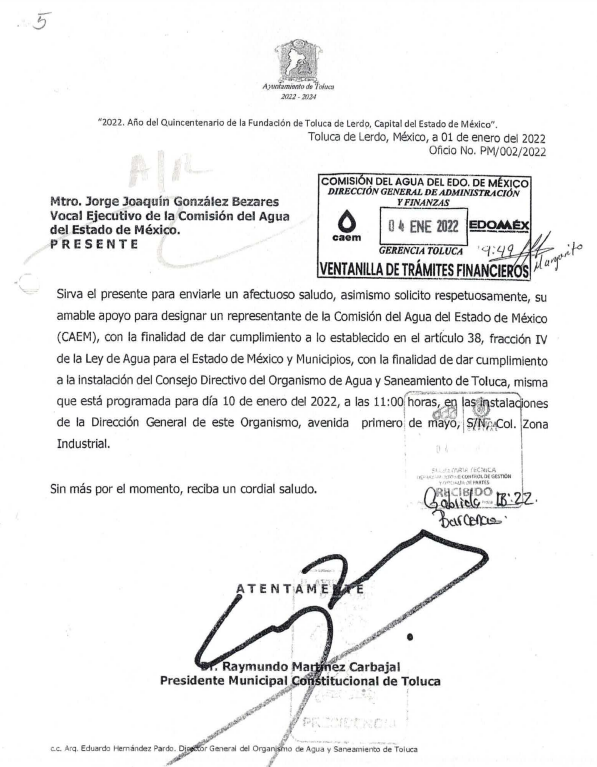 5
Ayuntamiento de Toluca
2022 - 2024
"2022. Año del Quincentenario de la Fundación de Toluca de Lerdo, Capital del Estado de México".
Toluca de Lerdo, México, a 01 de enero del 2022
Oficio No. PM/002/2022
Mtro. Jorge Joaquín González Bezares
Vocal Ejecutivo de la Comisión del Agua
del Estado de México.
P R E S E N T E
COMISIÓN DEL AGUA DEL EDO. DE MÉXICO
DIRECCIÓN GENERAL DE ADMINISTRACIÓN
Y FINANZAS
caem
04 ENE 2022
EDOMÉX
GERENCIA TOLUCA
9:49
Margarito
VENTANILLA DE TRÁMITES FINANCIEROS
Sirva el presente para enviarle un afectuoso saludo, asimismo solicito respetuosamente, su
amable apoyo para designar un representante de la Comisión del Agua del Estado de México
(CAEM), con la finalidad de dar cumplimiento a lo establecido en el artículo 38, fracción IV
de la Ley de Agua para el Estado de México y Municipios, con la finalidad de dar cumplimiento
a la instalación del Consejo Directivo del Organismo de Agua y Saneamiento de Toluca, misma
que está programada para día 10 de enero del 2022, a las 11:00 horas, en las instalaciones
de la Dirección General de este Organismo, avenida primero de mayo, S/N, Col. Zona
Industrial.
RECIBIDO
Gabriela
Barcenas.
Sin más por el momento, reciba un cordial saludo.
A T E N T A M E N T E
Dr. Raymundo Martínez Carbajal
Presidente Municipal Constitucional de Toluca
PRESIDENCIA
c.c. Arq. Eduardo Hernández Pardo. Director General del Organismo de Agua y Saneamiento de Toluca